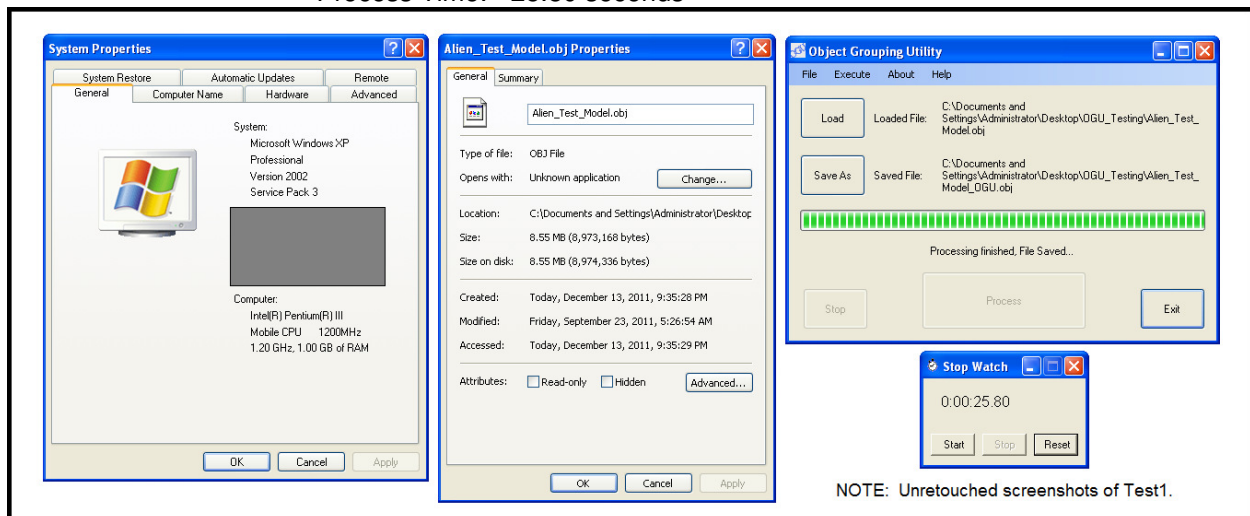 Process Time: 25.80 seconds
System Properties
System Restore Automatic Updates Remote
General Computer Name Hardware Advanced
System:
Microsoft Windows XP
Professional
Version 2002
Service Pack 3
Computer:
Intel(R) Pentium(R) III
Mobile CPU 1200MHz
1.20 GHz, 1.00 GB of RAM
OK Cancel Apply
Alien_Test_Model.obj Properties
General Summary
Alien_Test_Model.obj
Type of file: OBJ File
Opens with: Unknown application Change...
Location: C:\Documents and Settings\Administrator\Desktop
Size: 8.55 MB (8,973,168 bytes)
Size on disk: 8.55 MB (8,974,336 bytes)
Created: Today, December 13, 2011, 9:35:28 PM
Modified: Friday, September 23, 2011, 5:26:54 AM
Accessed: Today, December 13, 2011, 9:35:29 PM
Attributes: Read-only Hidden Advanced...
OK Cancel Apply
Object Grouping Utility
File Execute About Help
Load Loaded File: C:\Documents and
Settings\Administrator\Desktop\OGU_Testing\Alien_Test_
Model.obj
Save As Saved File: C:\Documents and
Settings\Administrator\Desktop\OGU_Testing\Alien_Test_
Model_OGU.obj
Processing finished, File Saved...
Stop Process Exit
Stop Watch
0:00:25.80
Start Stop Reset
NOTE: Unretouched screenshots of Test1.